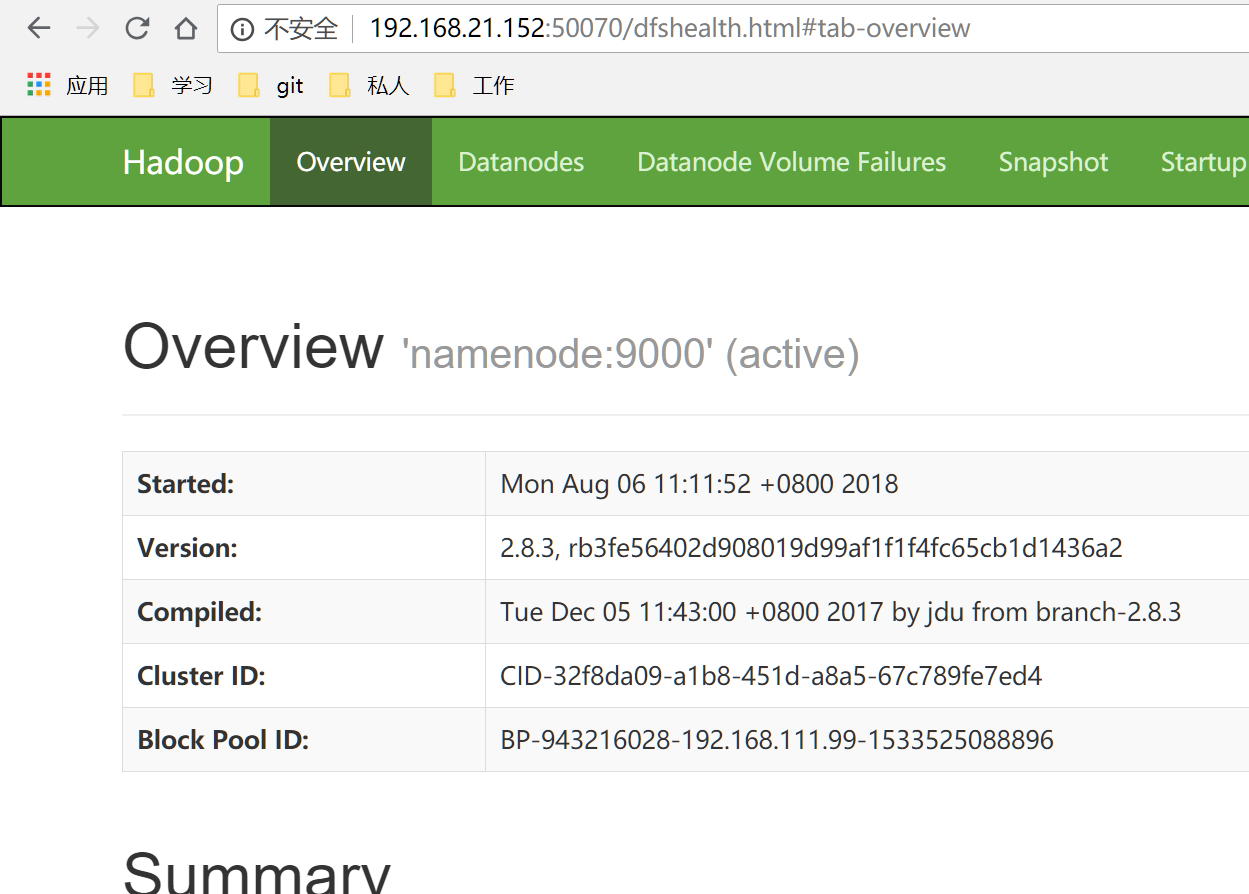 不安全 192.168.21.152:50070/dfshealth.html#tab-overview
应用 学习 git 私人 工作
Hadoop Overview Datanodes Datanode Volume Failures Snapshot Startup
Overview 'namenode:9000' (active)
Started: Mon Aug 06 11:11:52 +0800 2018
Version: 2.8.3, rb3fe56402d908019d99af1f1f4fc65cb1d1436a2
Compiled: Tue Dec 05 11:43:00 +0800 2017 by jdu from branch-2.8.3
Cluster ID: CID-32f8da09-a1b8-451d-a8a5-67c789fe7ed4
Block Pool ID: BP-943216028-192.168.111.99-1533525088896
Summary